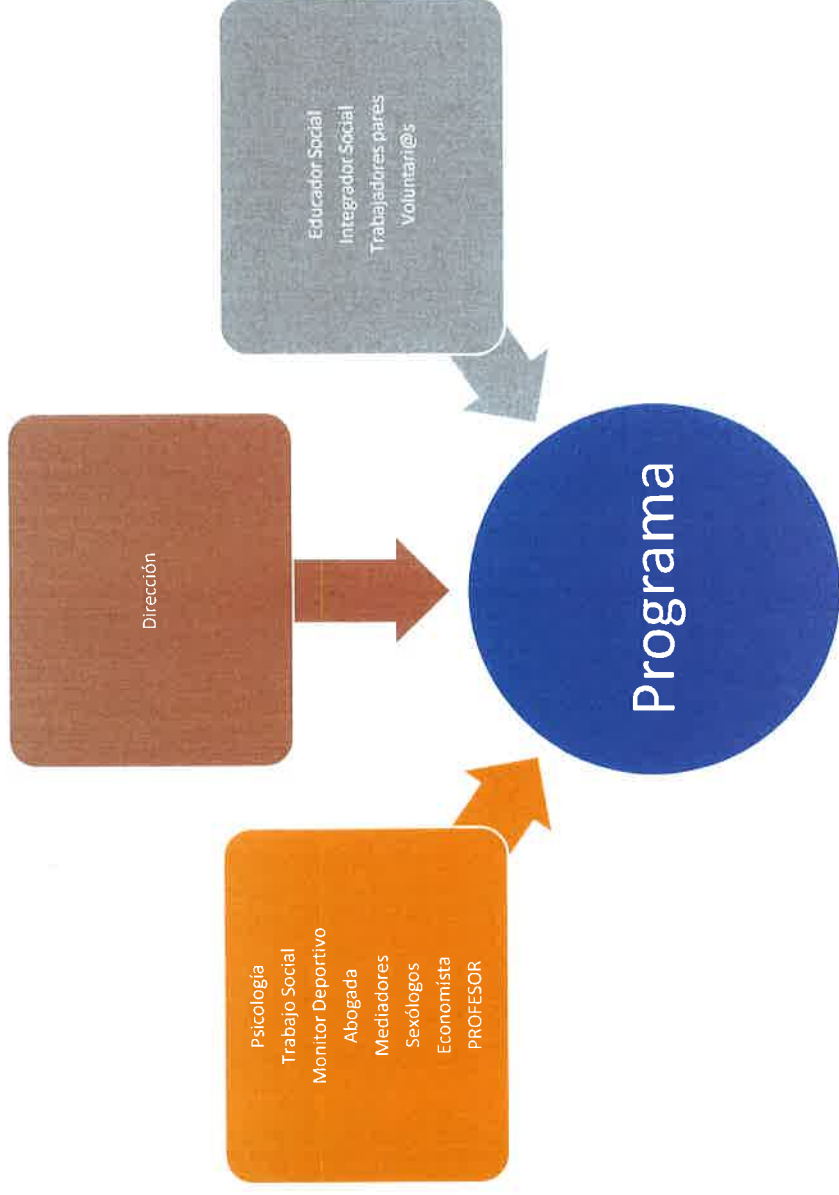 Dirección
Psicología
Trabajo Social
Monitor Deportivo
Abogada
Mediadores
Sexólogos
Economista
PROFESOR
Educador Social
Integrador Social
Trabajadores pares
Voluntari@s
Programa